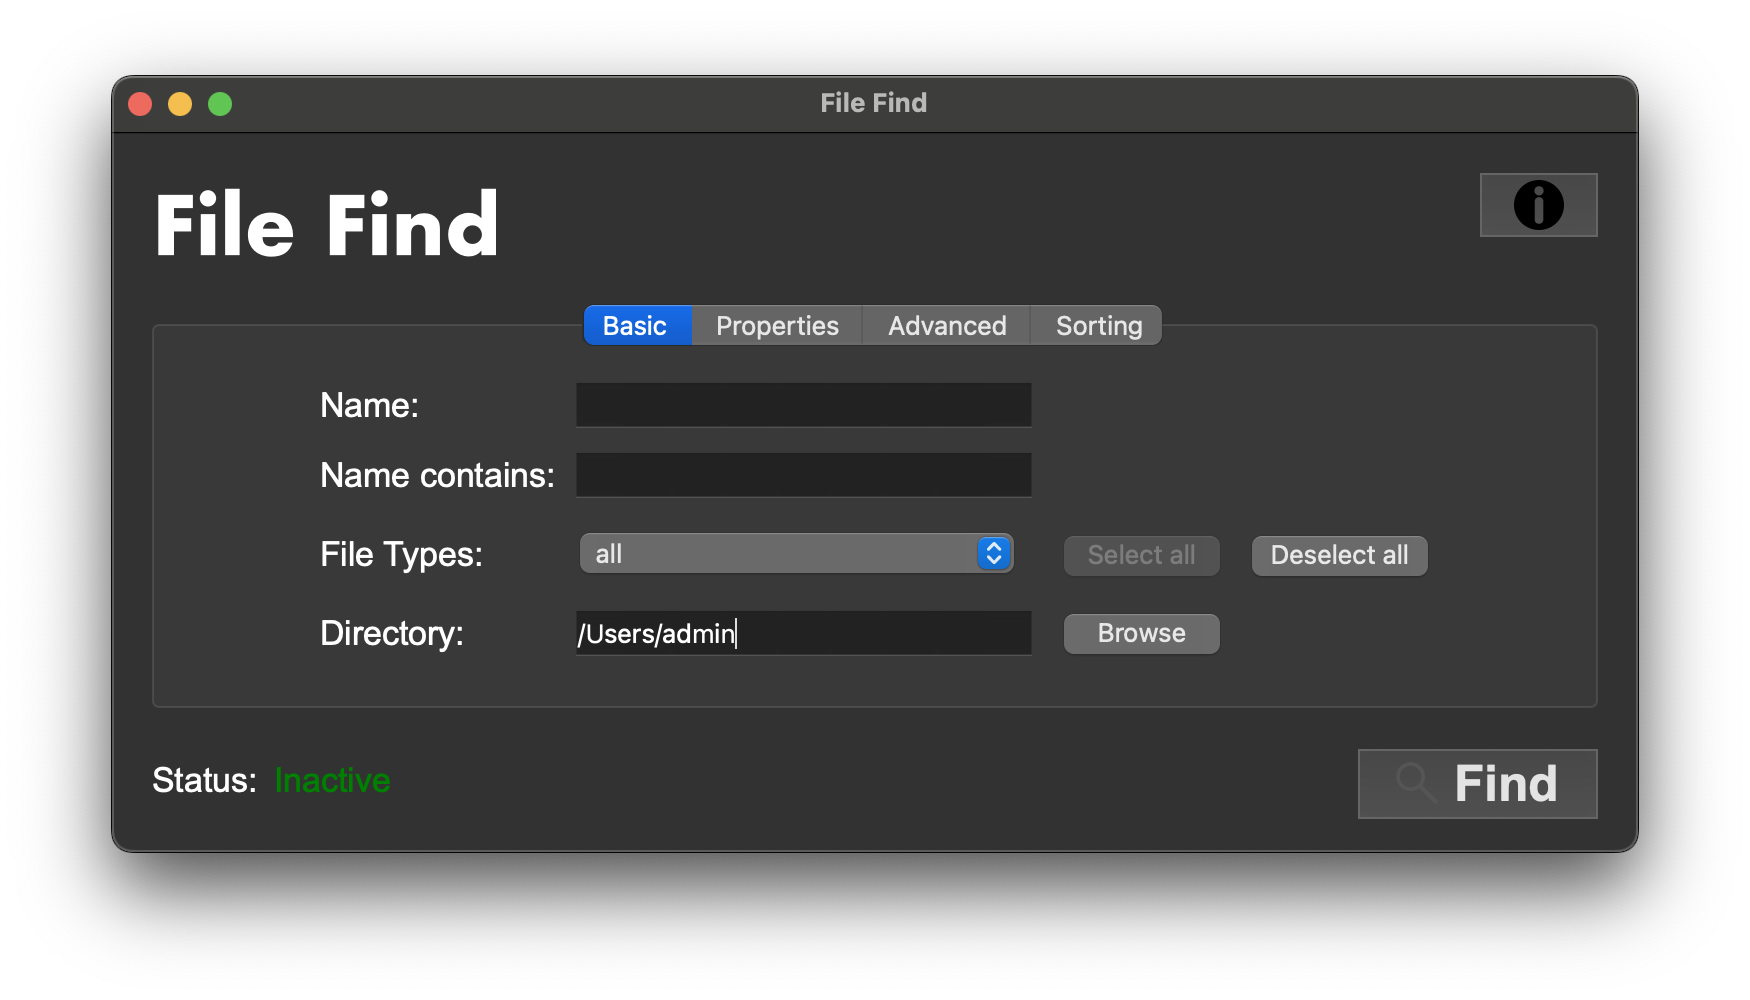 File Find
File Find
Basic Properties Advanced Sorting
Name:
Name contains:
File Types: all Select all Deselect all
Directory: /Users/admin Browse
Status: Inactive Find